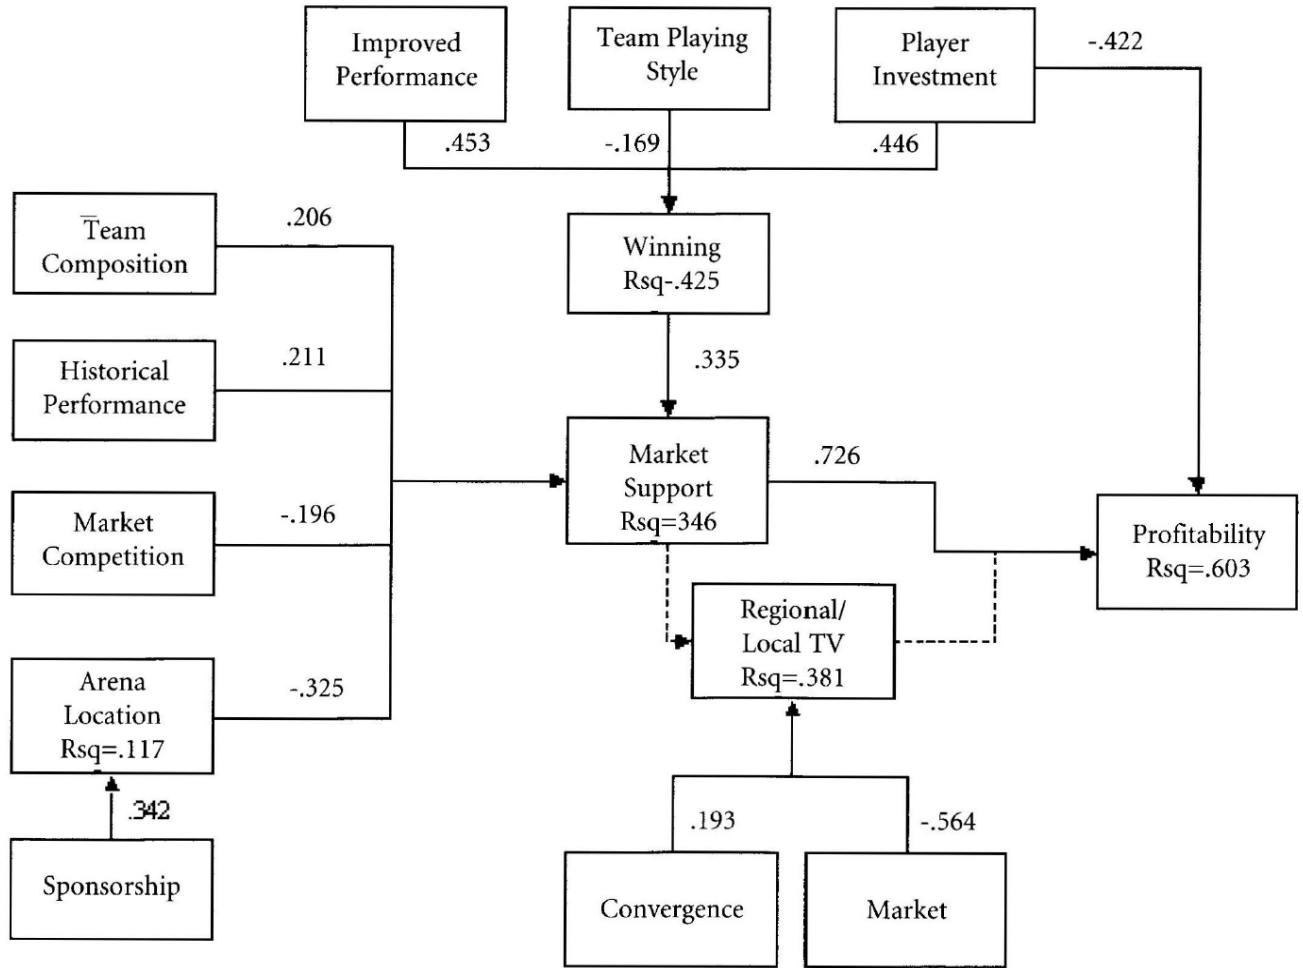 Improved
Performance
Team Playing
Style
Player
Investment
-.422
.453
-.169
.446
Team
Composition
.206
Winning
Rsq-.425
Historical
Performance
.211
.335
Market
Support
Rsq=346
.726
Market
Competition
-.196
Profitability
Rsq=.603
Regional/
Local TV
Rsq=.381
Arena
Location
Rsq=.117
-.325
.342
.193
-.564
Sponsorship
Convergence
Market